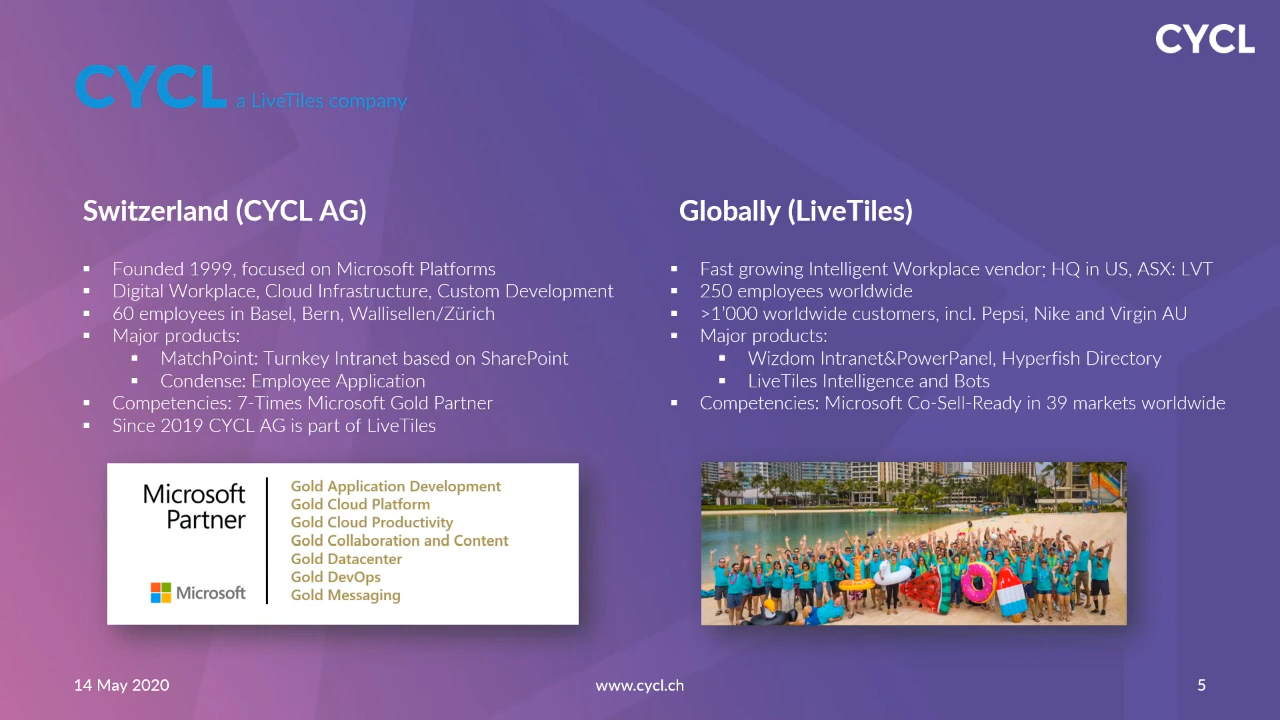 CYCL
CYCL a LiveTiles company
Switzerland (CYCL AG)
▪ Founded 1999, focused on Microsoft Platforms
▪ Digital Workplace, Cloud Infrastructure, Custom Development
▪ 60 employees in Basel, Bern, Wallisellen/Zürich
▪ Major products:
▪ MatchPoint: Turnkey Intranet based on SharePoint
▪ Condense: Employee Application
▪ Competencies: 7-Times Microsoft Gold Partner
▪ Since 2019 CYCL AG is part of LiveTiles
Microsoft
Partner
Microsoft
Gold Application Development
Gold Cloud Platform
Gold Cloud Productivity
Gold Collaboration and Content
Gold Datacenter
Gold DevOps
Gold Messaging
Globally (LiveTiles)
▪ Fast growing Intelligent Workplace vendor; HQ in US, ASX: LVT
▪ 250 employees worldwide
▪ >1'000 worldwide customers, incl. Pepsi, Nike and Virgin AU
▪ Major products:
▪ Wizdom Intranet&PowerPanel, Hyperfish Directory
▪ LiveTiles Intelligence and Bots
▪ Competencies: Microsoft Co-Sell-Ready in 39 markets worldwide
14 May 2020
www.cycl.ch
5